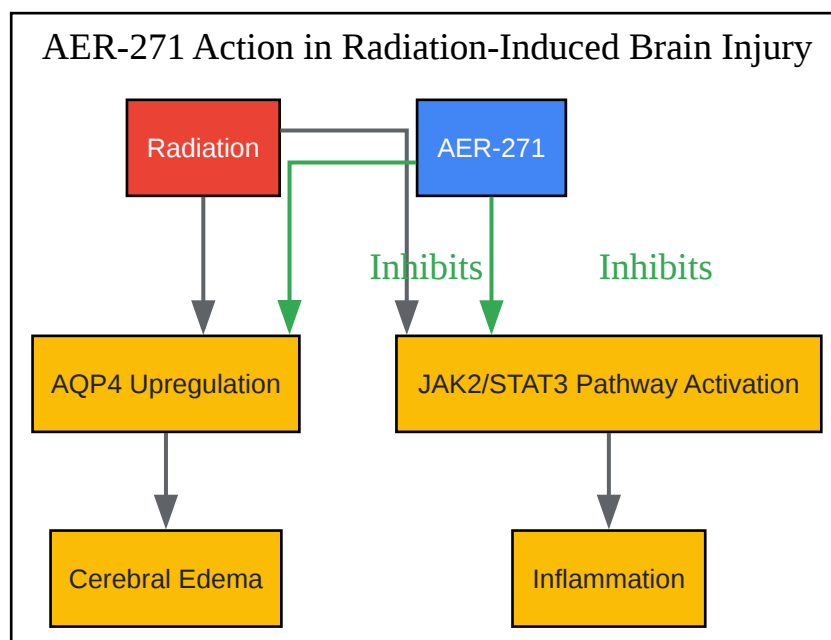 AER-271 Action in Radiation-Induced Brain Injury
Radiation
AER-271
Inhibits
Inhibits
AQP4 Upregulation
JAK2/STAT3 Pathway Activation
Cerebral Edema
Inflammation